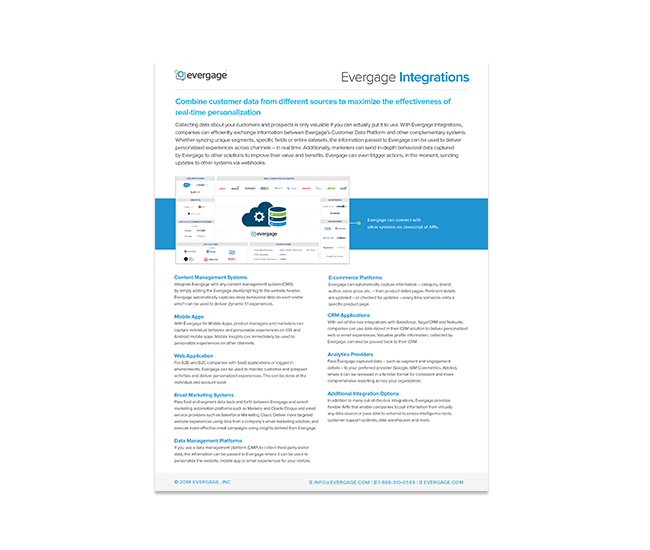 evergage
Evergage Integrations
Combine customer data from different sources to maximize the effectiveness of
real-time personalization
Collecting data about your customers and prospects is only valuable if you can actually put it to use. With Evergage Integrations,
companies can efficiently exchange information between Evergage's Customer Data Platform and other complementary systems.
Whether syncing unique segments, specific fields or entire datasets, the information passed to Evergage can be used to deliver
personalized experiences across channels – in real time. Additionally, marketers can send in-depth behavioral data captured
by Evergage to other solutions to improve their value and benefits. Evergage can even trigger actions, in the moment, sending
updates to other systems via webhooks.
evergage
Evergage can connect with
other systems via Javascript of APIs.
Content Management Systems
Integrate Evergage with any content management system (CMS)
by simply adding the Evergage JavaScript tag to the website header.
Evergage automatically captures deep behavioral data on each visitor
which can be used to deliver dynamic 1:1 experiences.
Mobile Apps
With Evergage for Mobile Apps, product managers and marketers can
capture individual behavior and personalize experiences on iOS and
Android mobile apps. Mobile insights can immediately be used to
personalize experiences on other channels.
Web Application
For B2B and B2C companies with SaaS applications or logged in
environments, Evergage can be used to monitor customer and prospect
activities and deliver personalized experiences. This can be done at the
individual and account level.
Email Marketing Systems
Pass field and segment data back and forth between Evergage and select
marketing automation platforms such as Marketo and Oracle Eloqua and email
service providers such as Salesforce Marketing Cloud. Deliver more targeted
website experiences using data from a company's email marketing solution, and
execute more effective email campaigns using insights derived from Evergage.
Data Management Platforms
If you use a data management platform (DMP) to collect third-party visitor
data, the information can be passed to Evergage where it can be used to
personalize the website, mobile app or email experiences for your visitors.
E-commerce Platforms
Evergage can automatically capture information – category, brand,
author, color, price, etc. – from product detail pages. Pertinent details
are updated – or checked for updates – every time someone visits a
specific product page.
CRM Applications
With out-of-the-box integrations with Salesforce, SugarCRM and Netsuite,
companies can use data stored in their CRM solution to deliver personalized
web or email experiences. Valuable profile information, collected by
Evergage, can also be passed back to their CRM.
Analytics Providers
Pass Evergage captured data – such as segment and engagement
details – to your preferred provider (Google, IBM Coremetrics, Adobe),
where it can be reviewed in a familiar format for consistent and more
comprehensive reporting across your organization.
Additional Integration Options
In addition to many out-of-the-box integrations, Evergage provides
flexible APIs that enable companies to pull information from virtually
any data source or pass data to external business intelligence tools,
customer support systems, data warehouses and more.
© 2018 EVERGAGE, INC
INFO@EVERGAGE.COM | 1-888-310-0589 | EVERGAGE.COM